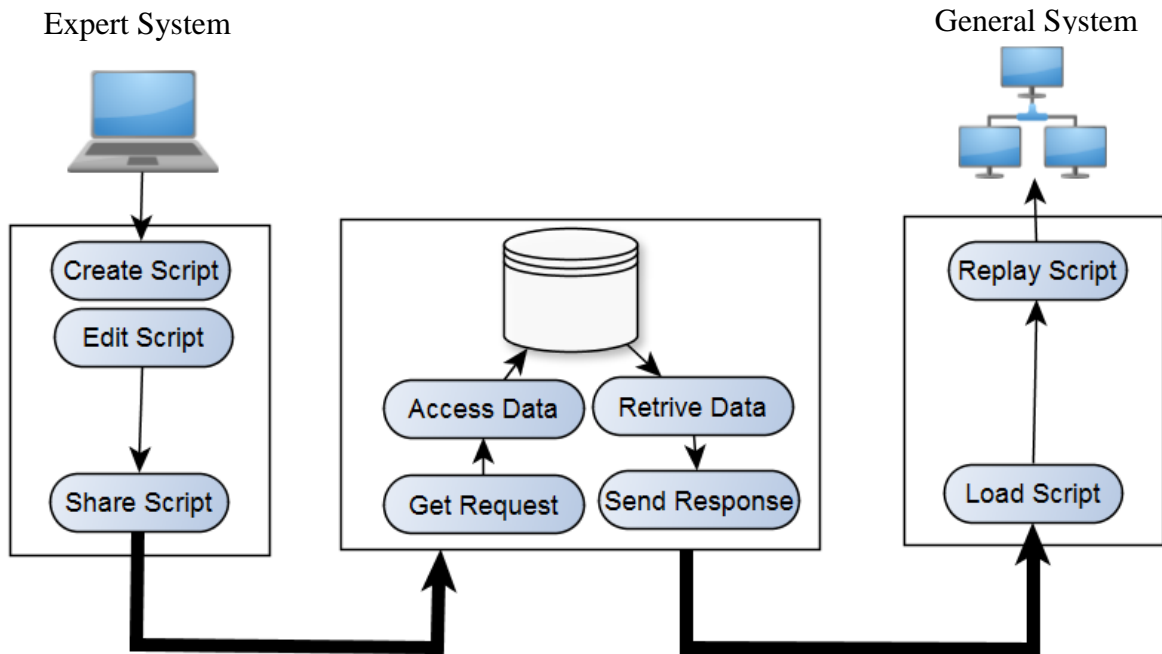 Expert System
General System
Create Script
Edit Script
Share Script
Access Data
Retrive Data
Get Request
Send Response
Replay Script
Load Script